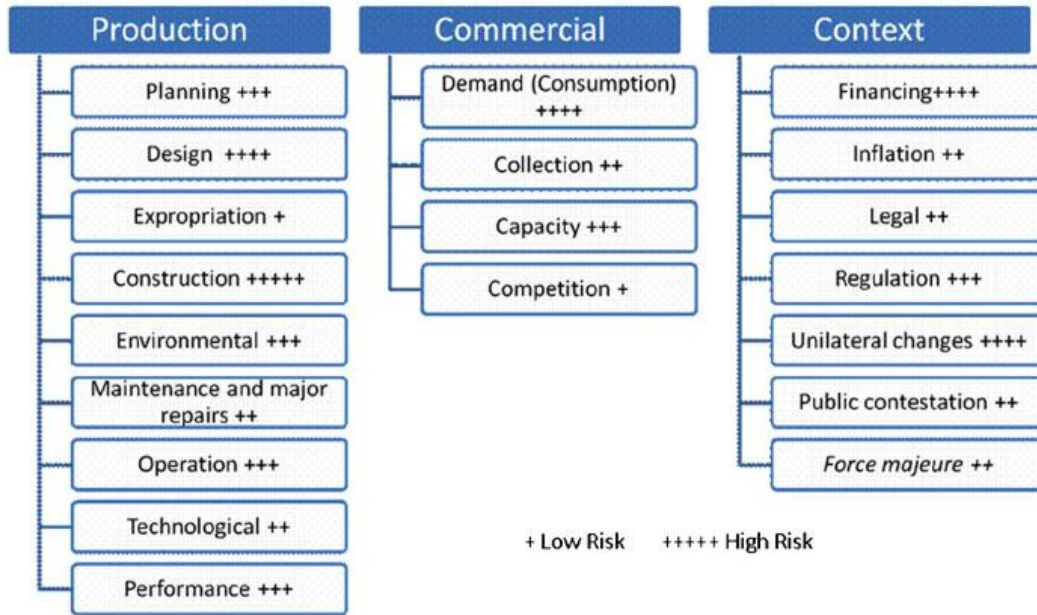 Production
Planning +++
Design ++++
Expropriation +
Construction +++++
Environmental +++
Maintenance and major
repairs ++
Operation +++
Technological ++
Performance +++
Commercial
Demand (Consumption)
++++
Collection ++
Capacity +++
Competition +
Context
Financing++++
Inflation ++
Legal ++
Regulation +++
Unilateral changes ++++
Public contestation ++
Force majeure ++
+ Low Risk +++++ High Risk